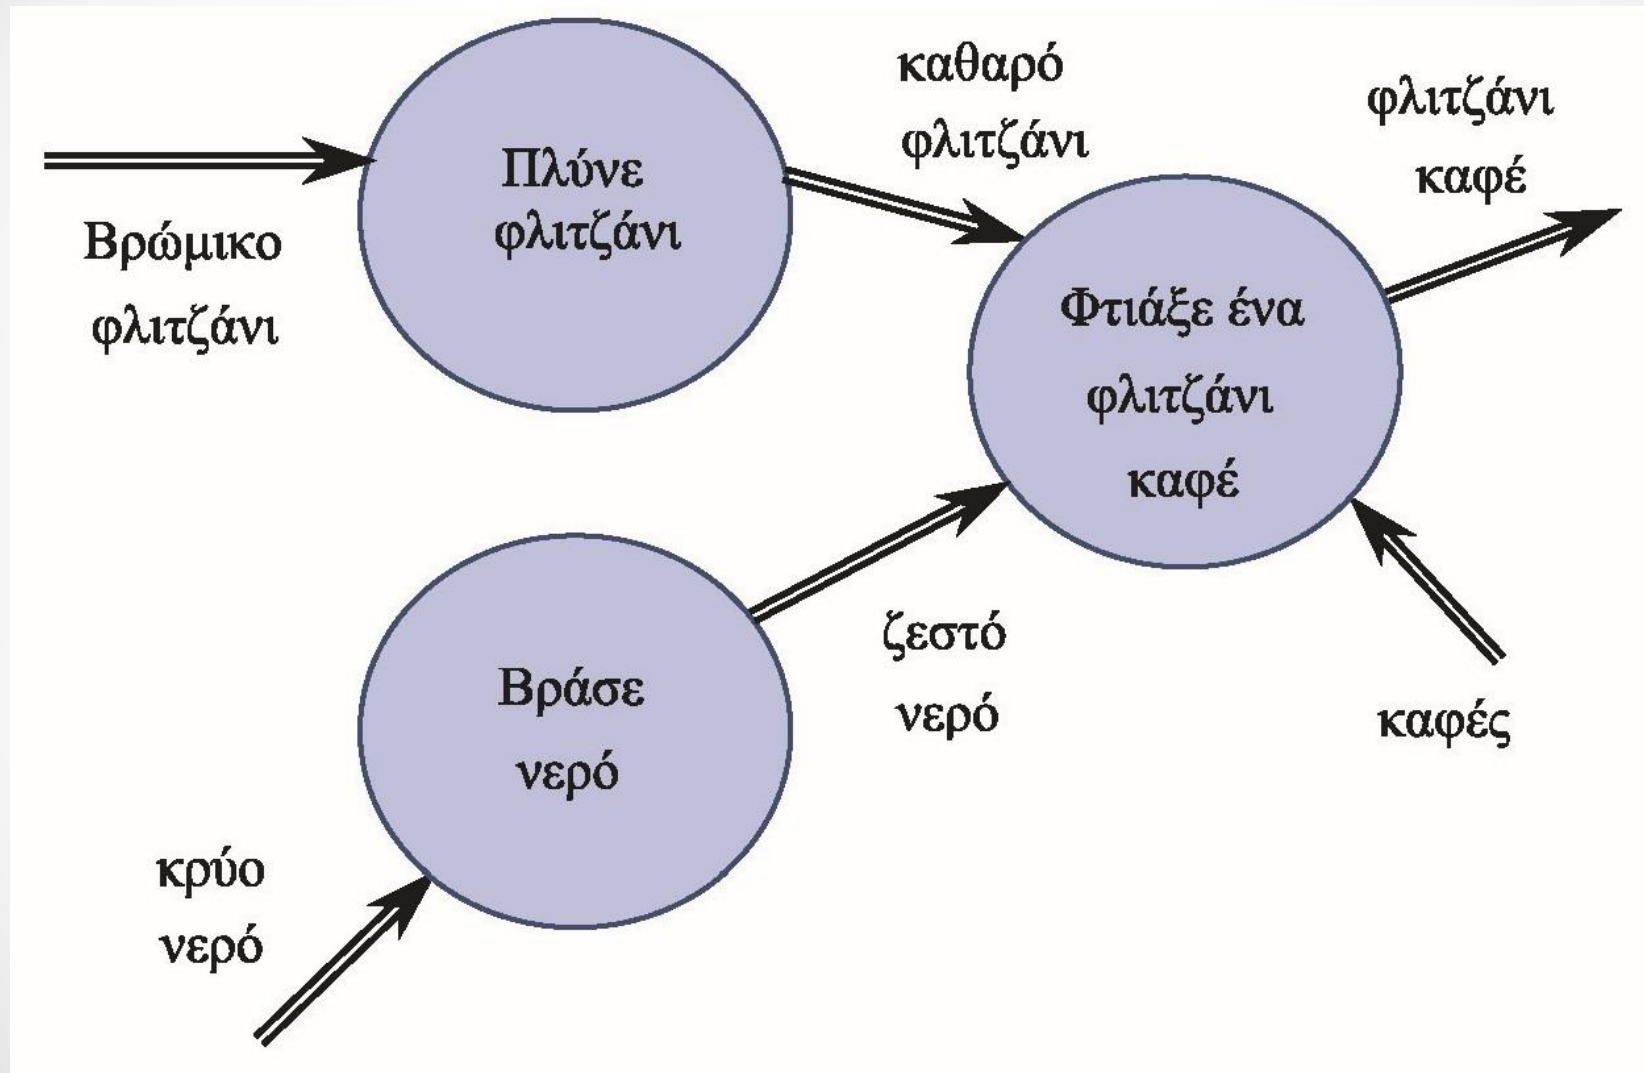 Βρώμικο
φλιτζάνι
Πλύνε
φλιτζάνι
καθαρό
φλιτζάνι
φλιτζάνι
καφέ
Φτιάξε ένα
φλιτζάνι
καφέ
κρύο
νερό
Βράσε
νερό
ζεστό
νερό
καφές